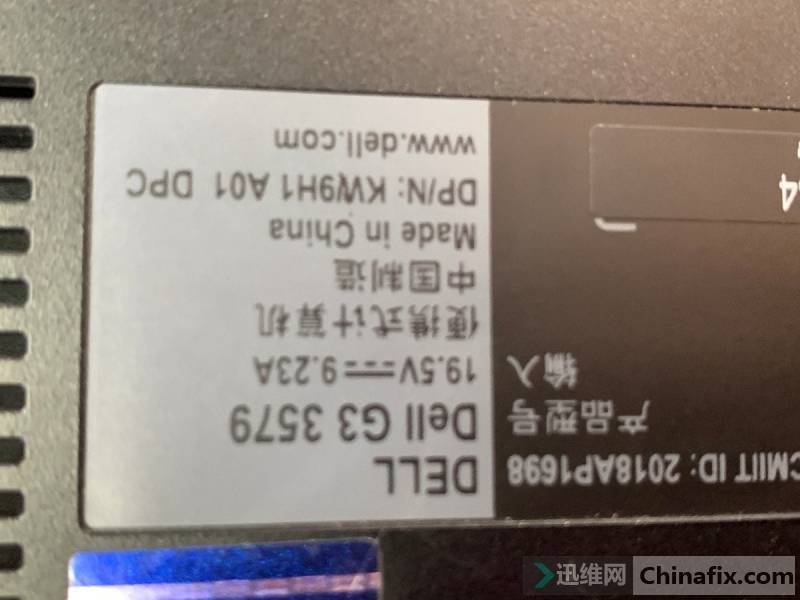 CMIIT ID: 2018AP1698
DELL
产品型号 Dell G3 3579
输入 19.5V⎓9.23A
便携式计算机
中国制造
Made in China
DP/N: KW9H1 A01 DPC
www.dell.com
迅维网 Chinafix.com